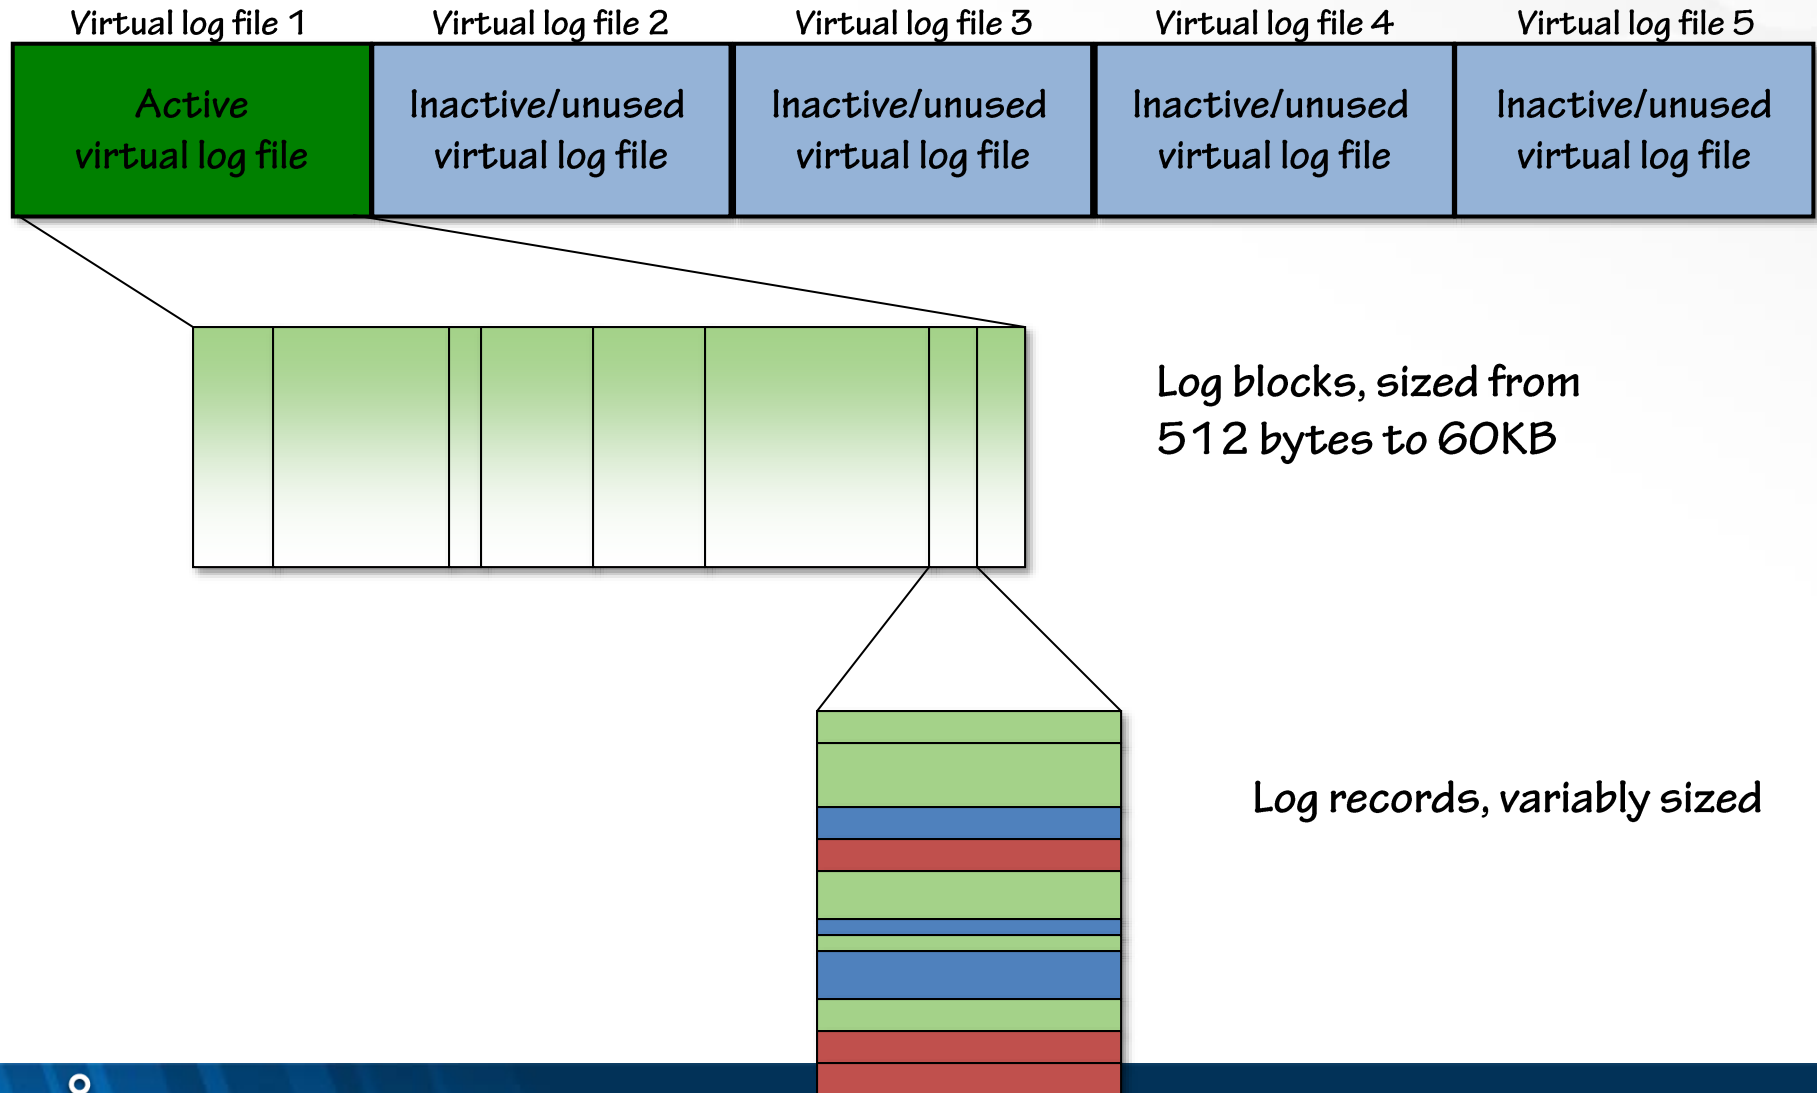 Virtual log file 1
Virtual log file 2
Virtual log file 3
Virtual log file 4
Virtual log file 5
Active
virtual log file
Inactive/unused
virtual log file
Inactive/unused
virtual log file
Inactive/unused
virtual log file
Inactive/unused
virtual log file
Log blocks, sized from
512 bytes to 60KB
Log records, variably sized